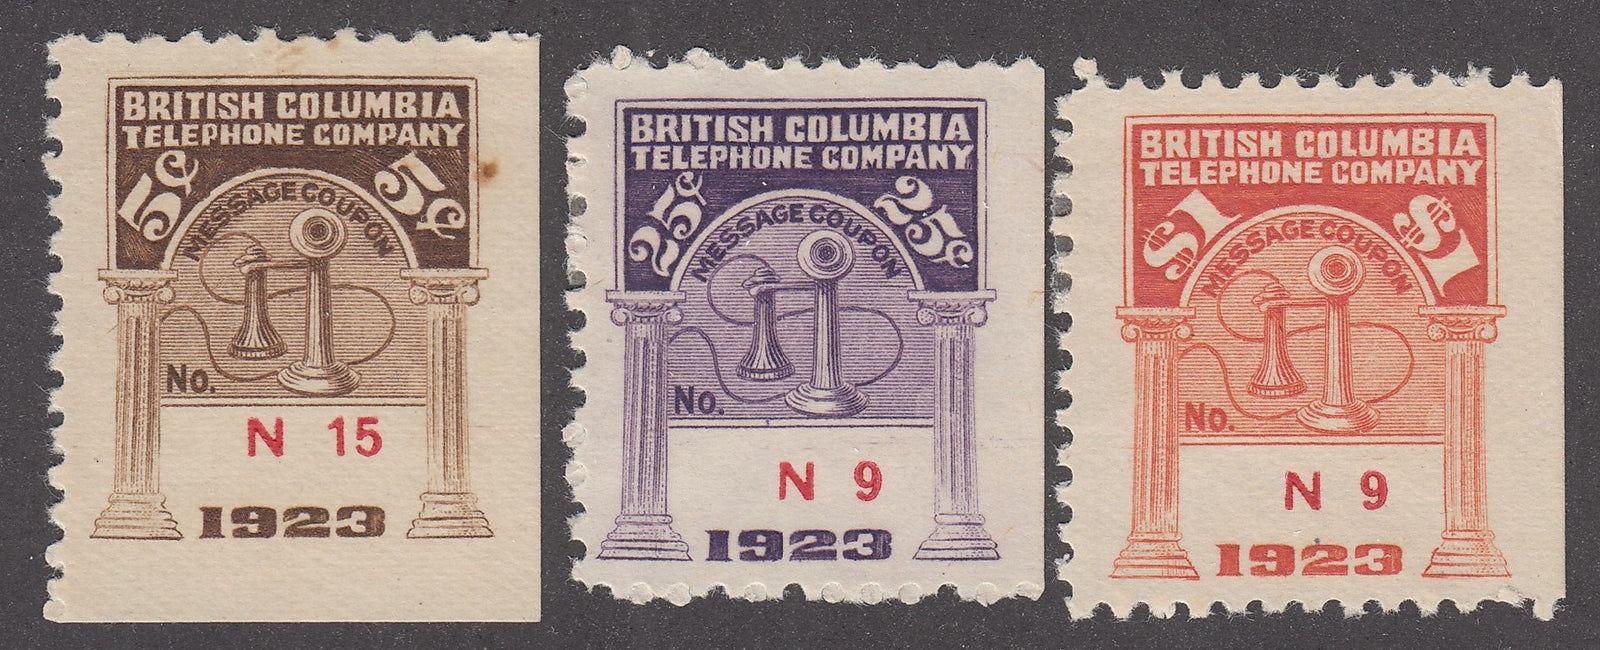 BRITISH COLUMBIA
TELEPHONE COMPANY
5¢ 5¢
MESSAGE COUPON
No.
N 15
1923
BRITISH COLUMBIA
TELEPHONE COMPANY
25¢ 25¢
MESSAGE COUPON
No.
N 9
1923
BRITISH COLUMBIA
TELEPHONE COMPANY
$1 $1
MESSAGE COUPON
No.
N 9
1923